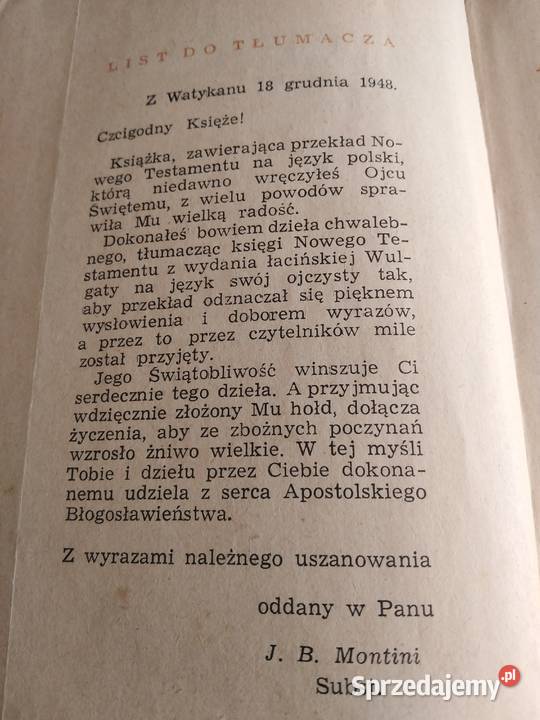 LIST DO TŁUMACZA
Z Watykanu 18 grudnia 1948.
Czcigodny Księże!
Książka, zawierająca przekład No-
wego Testamentu na język polski,
którą niedawno wręczyłeś Ojcu
Świętemu, z wielu powodów spra-
wiła Mu wielką radość.
Dokonałeś bowiem dzieła chwaleb-
nego, tłumacząc księgi Nowego Te-
stamentu z wydania łacińskiej Wul-
gaty na język swój ojczysty tak,
aby przekład odznaczał się pięknem
wysłowienia i doborem wyrazów,
a przez to przez czytelników mile
został przyjęty.
Jego Świątobliwość winszuje Ci
serdecznie tego dzieła. A przyjmując
wdzięcznie złożony Mu hołd, dołącza
życzenia, aby ze zbożnych poczynań
wzrosło żniwo wielkie. W tej myśli
Tobie i dziełu przez Ciebie dokona-
nemu udziela z serca Apostolskiego
Błogosławieństwa.
Z wyrazami należnego uszanowania
oddany w Panu
J. B. Montini
Subst.
Sprzedajemy.pl